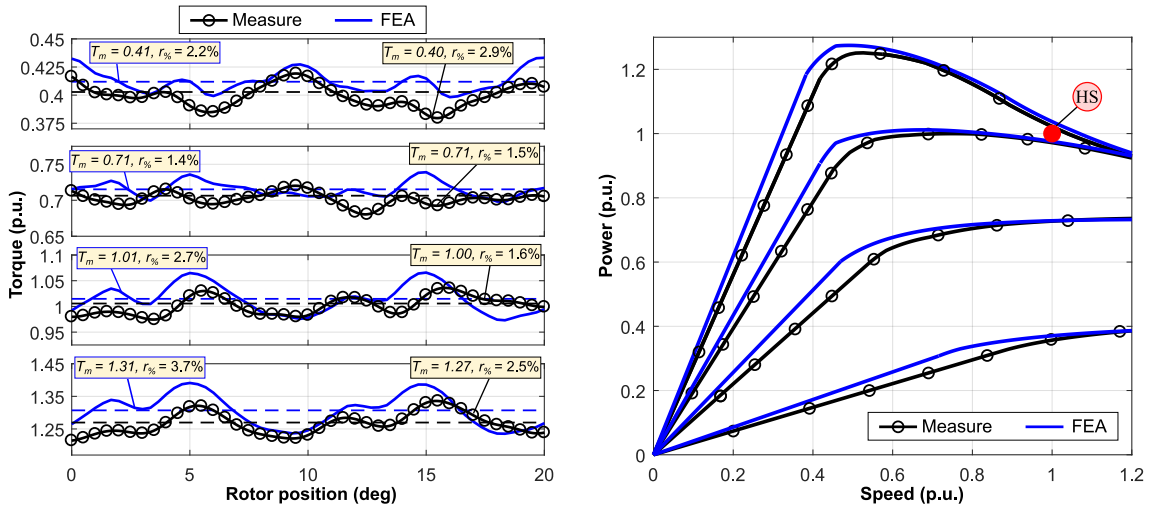 Measure FEA
0.45
0.425
0.4
0.375
T_m = 0.41, r_% = 2.2%
T_m = 0.40, r_% = 2.9%
0.75
0.7
0.65
T_m = 0.71, r_% = 1.4%
T_m = 0.71, r_% = 1.5%
1.1
1.05
1
0.95
T_m = 1.01, r_% = 2.7%
T_m = 1.00, r_% = 1.6%
1.45
1.35
1.25
T_m = 1.31, r_% = 3.7%
T_m = 1.27, r_% = 2.5%
Torque (p.u.)
0 5 10 15 20
Rotor position (deg)
1.2
1
0.8
0.6
0.4
0.2
0
Power (p.u.)
HS
Measure FEA
0 0.2 0.4 0.6 0.8 1 1.2
Speed (p.u.)